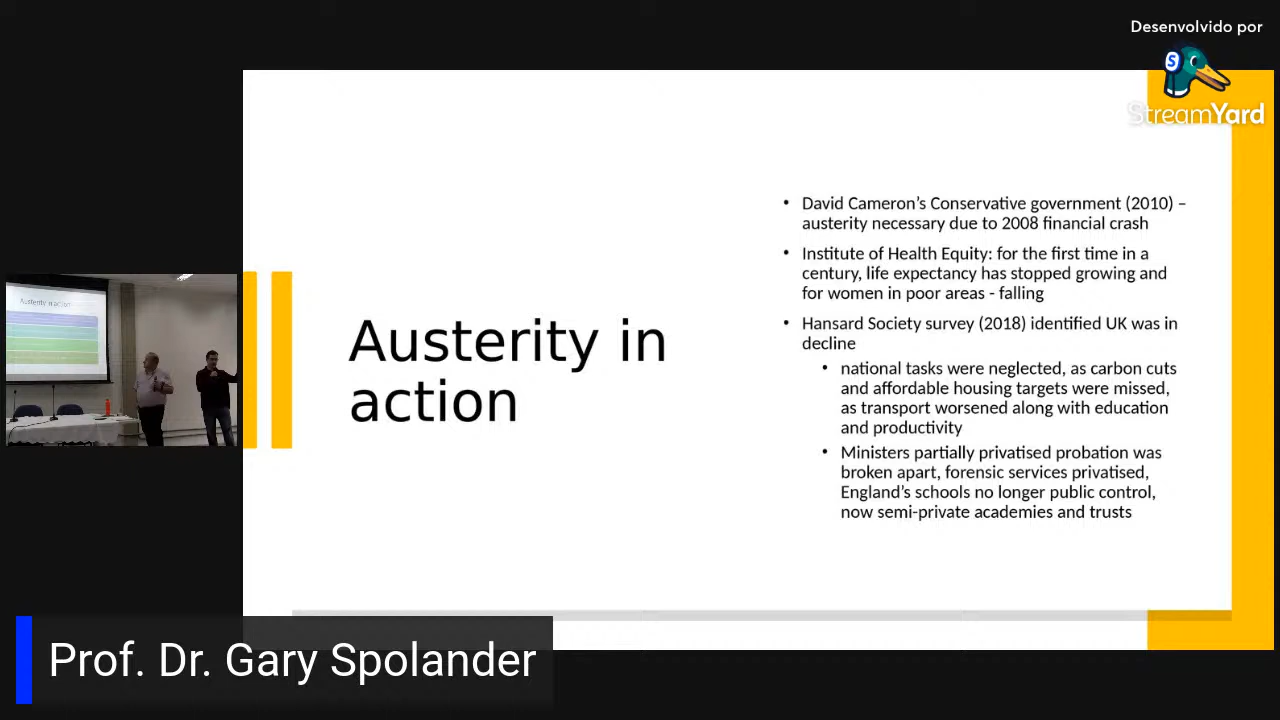 Desenvolvido por
StreamYard
Austerity in
action
• David Cameron’s Conservative government (2010) –
austerity necessary due to 2008 financial crash
• Institute of Health Equity: for the first time in a
century, life expectancy has stopped growing and
for women in poor areas - falling
• Hansard Society survey (2018) identified UK was in
decline
• national tasks were neglected, as carbon cuts
and affordable housing targets were missed,
as transport worsened along with education
and productivity
• Ministers partially privatised probation was
broken apart, forensic services privatised,
England’s schools no longer public control,
now semi-private academies and trusts
Austerity in action
Prof. Dr. Gary Spolander